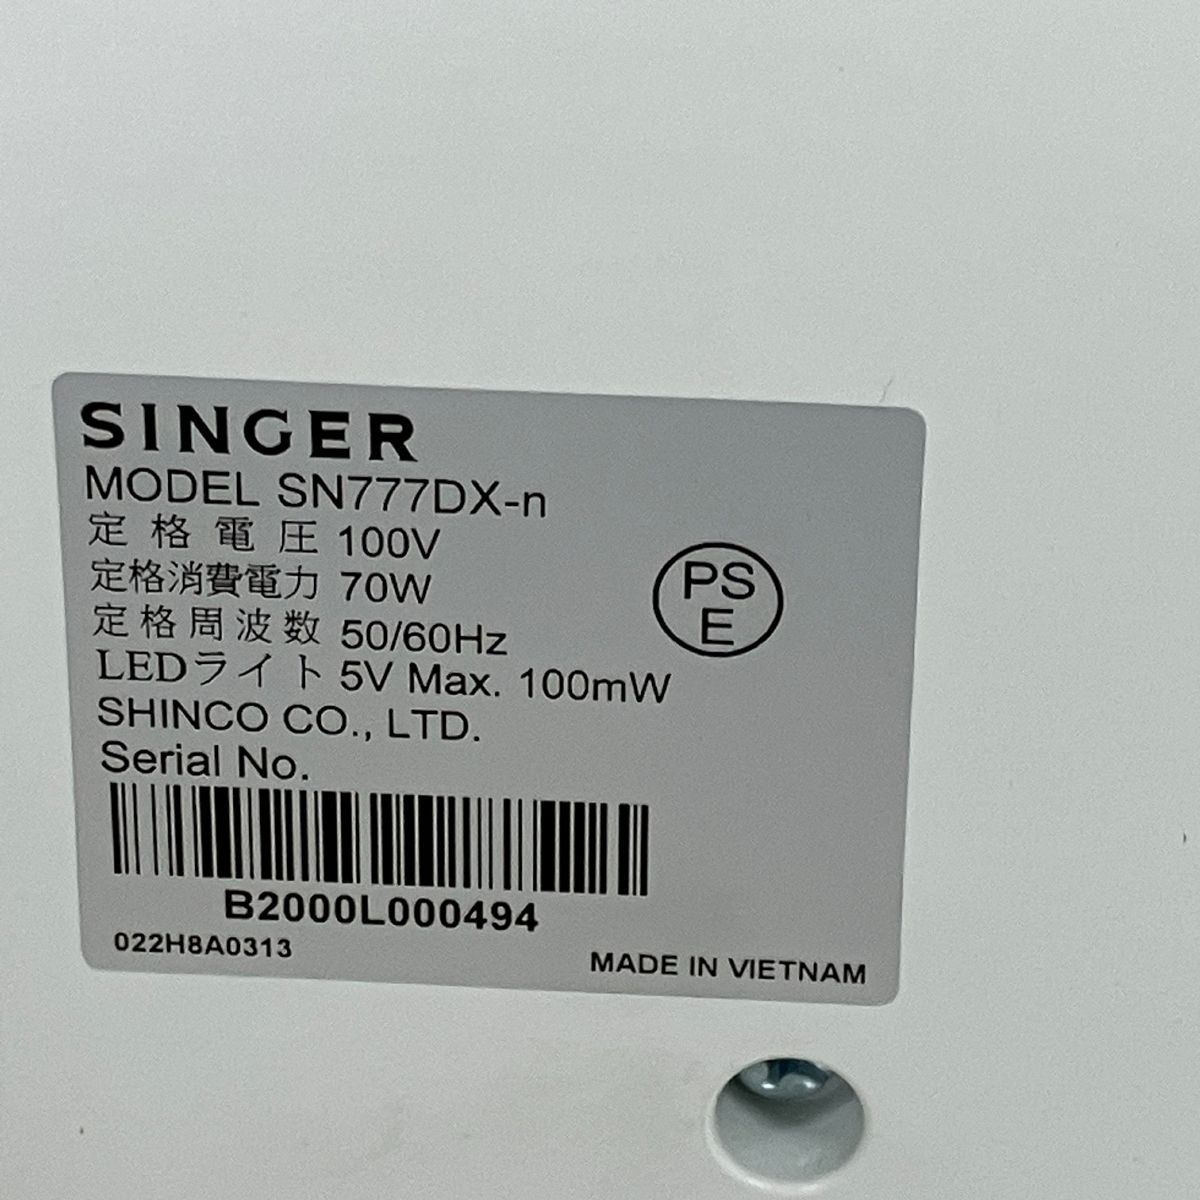 SINGER
MODEL SN777DX-n
定格電圧 100V
定格消費電力 70W
定格周波数 50/60Hz
LEDライト 5V Max. 100mW
SHINCO CO., LTD.
Serial No.
PS
E
B2000L000494
022H8A0313
MADE IN VIETNAM